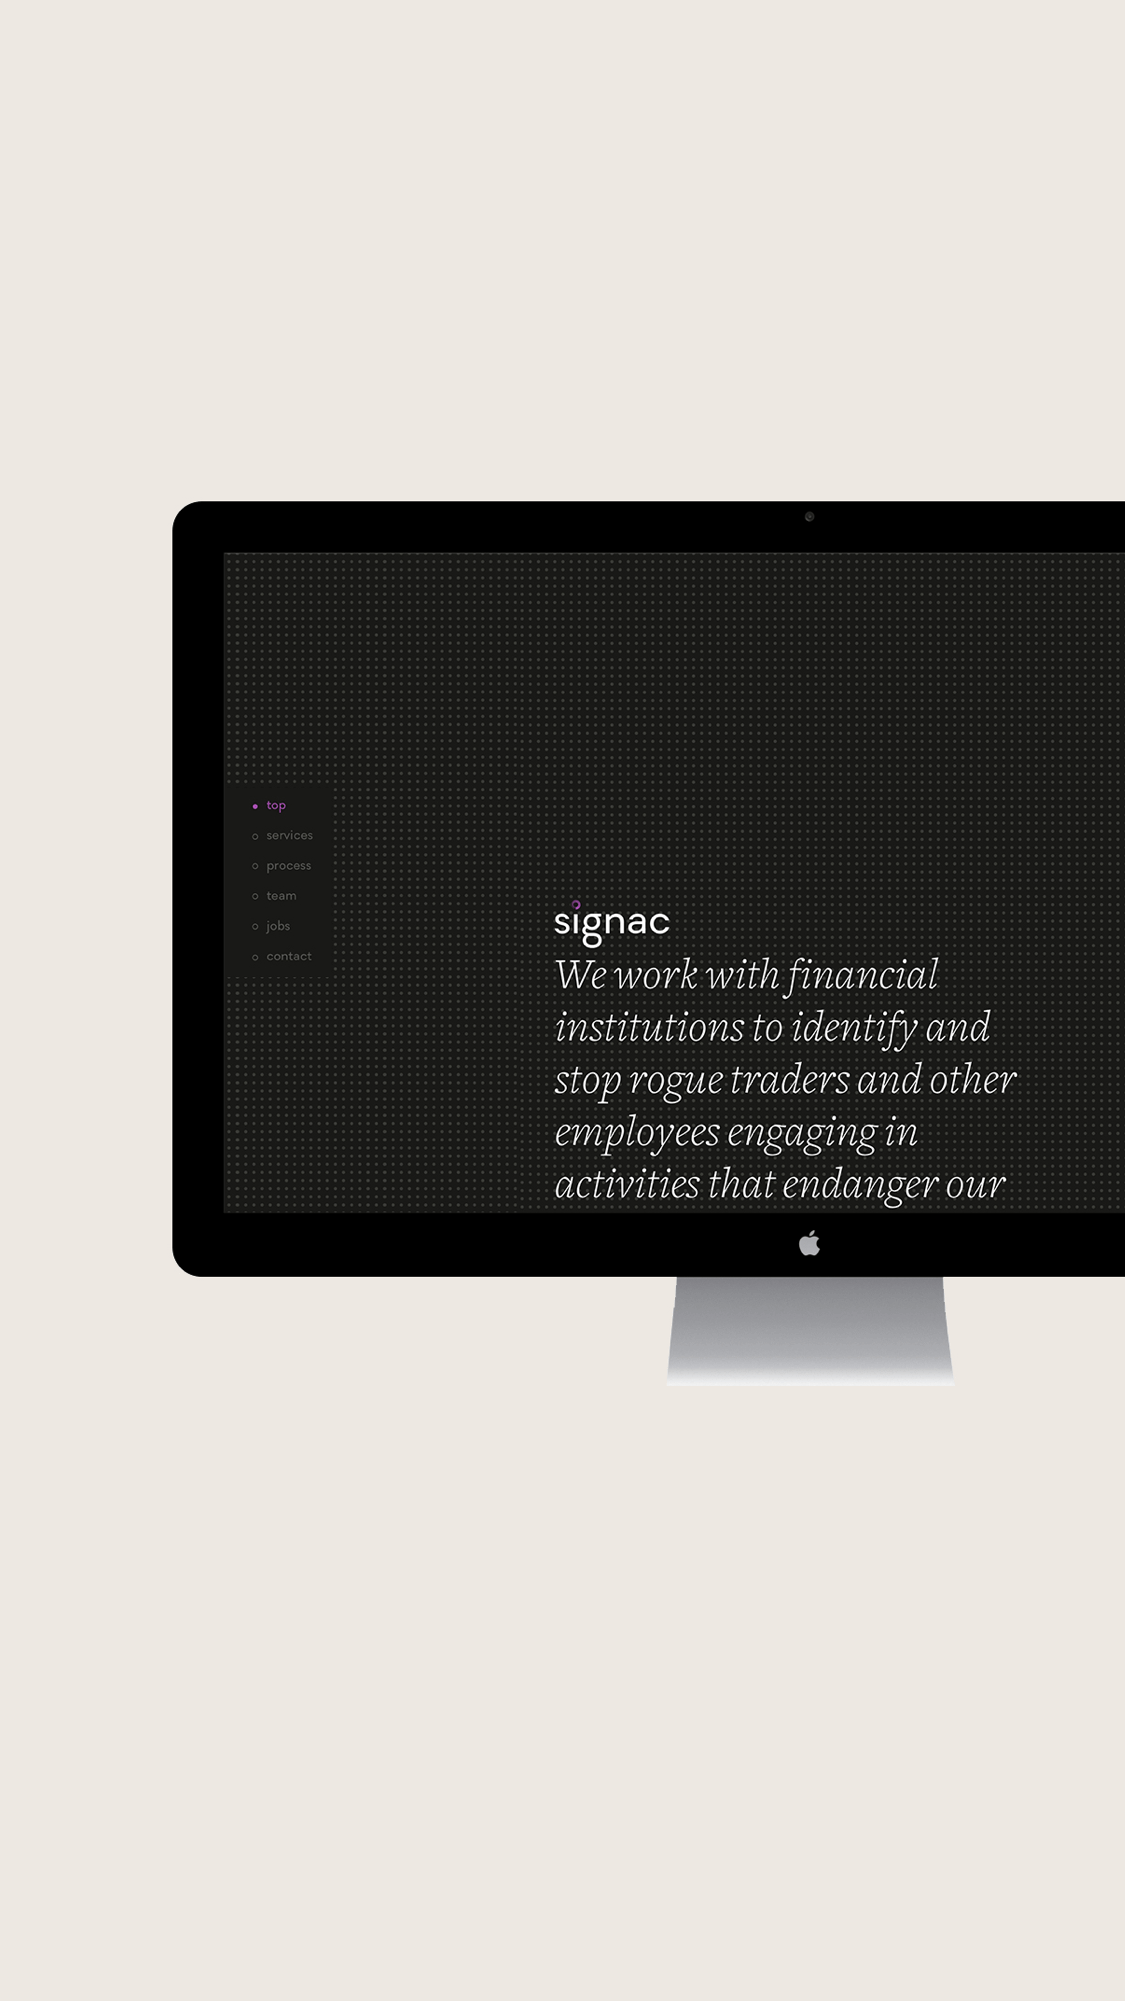 top
services
process
team
jobs
contact
signac
We work with financial
institutions to identify and
stop rogue traders and other
employees engaging in
activities that endanger our